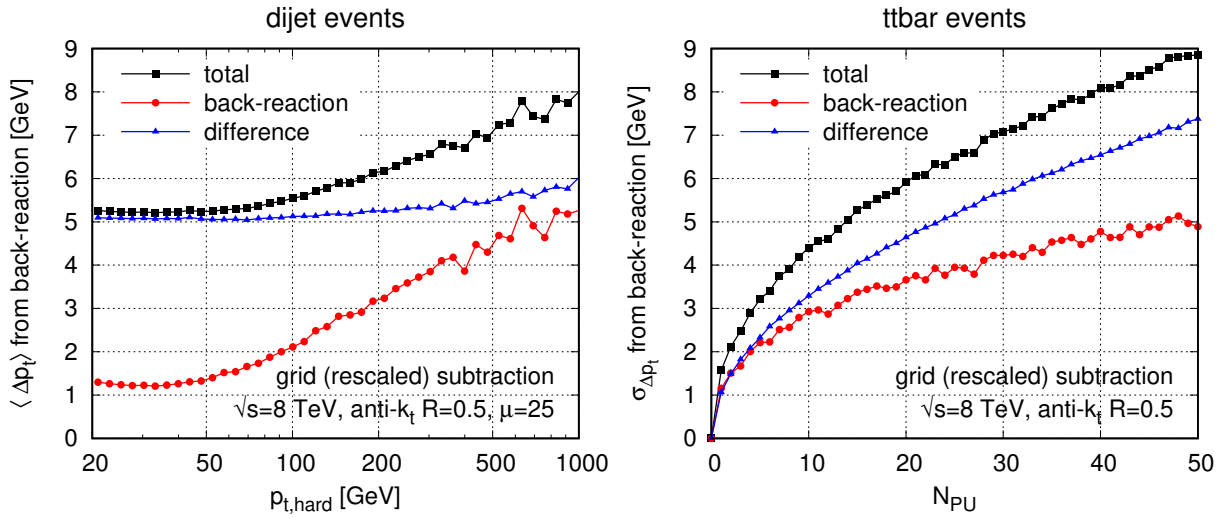 dijet events
⟨ Δpt⟩ from back-reaction [GeV]
9
8
7
6
5
4
3
2
1
0
total
back-reaction
difference
grid (rescaled) subtraction
√s=8 TeV, anti-kt R=0.5, μ=25
20 50 100 200 500 1000
pt,hard [GeV]
ttbar events
σΔpt from back-reaction [GeV]
9
8
7
6
5
4
3
2
1
0
total
back-reaction
difference
grid (rescaled) subtraction
√s=8 TeV, anti-kt R=0.5
0 10 20 30 40 50
NPU